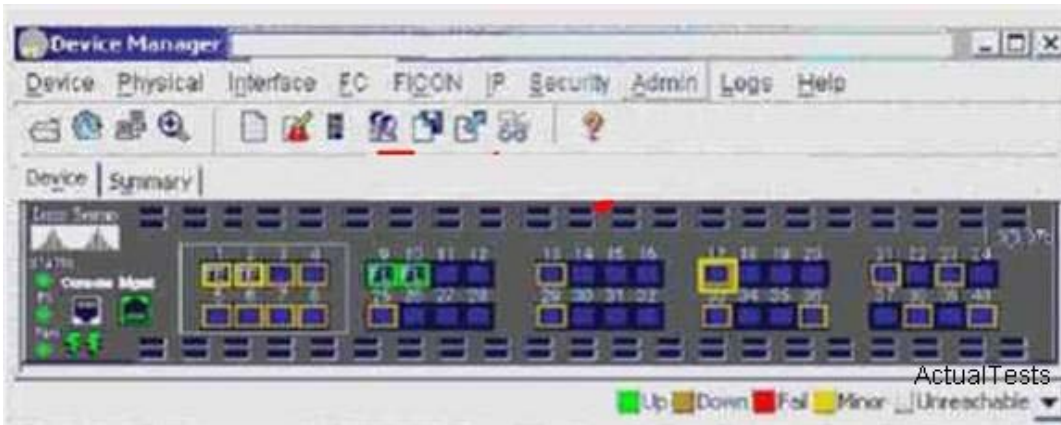 Device Manager
Device Physical Interface FC FICON IP Security Admin Logs Help
Device Summary
Console Mgmt
1 2 3 4 9 10 11 12 13 14 15 16 17 18 19 20 21 22 23 24
5 6 7 8 25 26 27 28 29 30 31 32 33 34 35 36 37 38 39 40
Fan
ActualTests
Up Down Fail Minor Unreachable